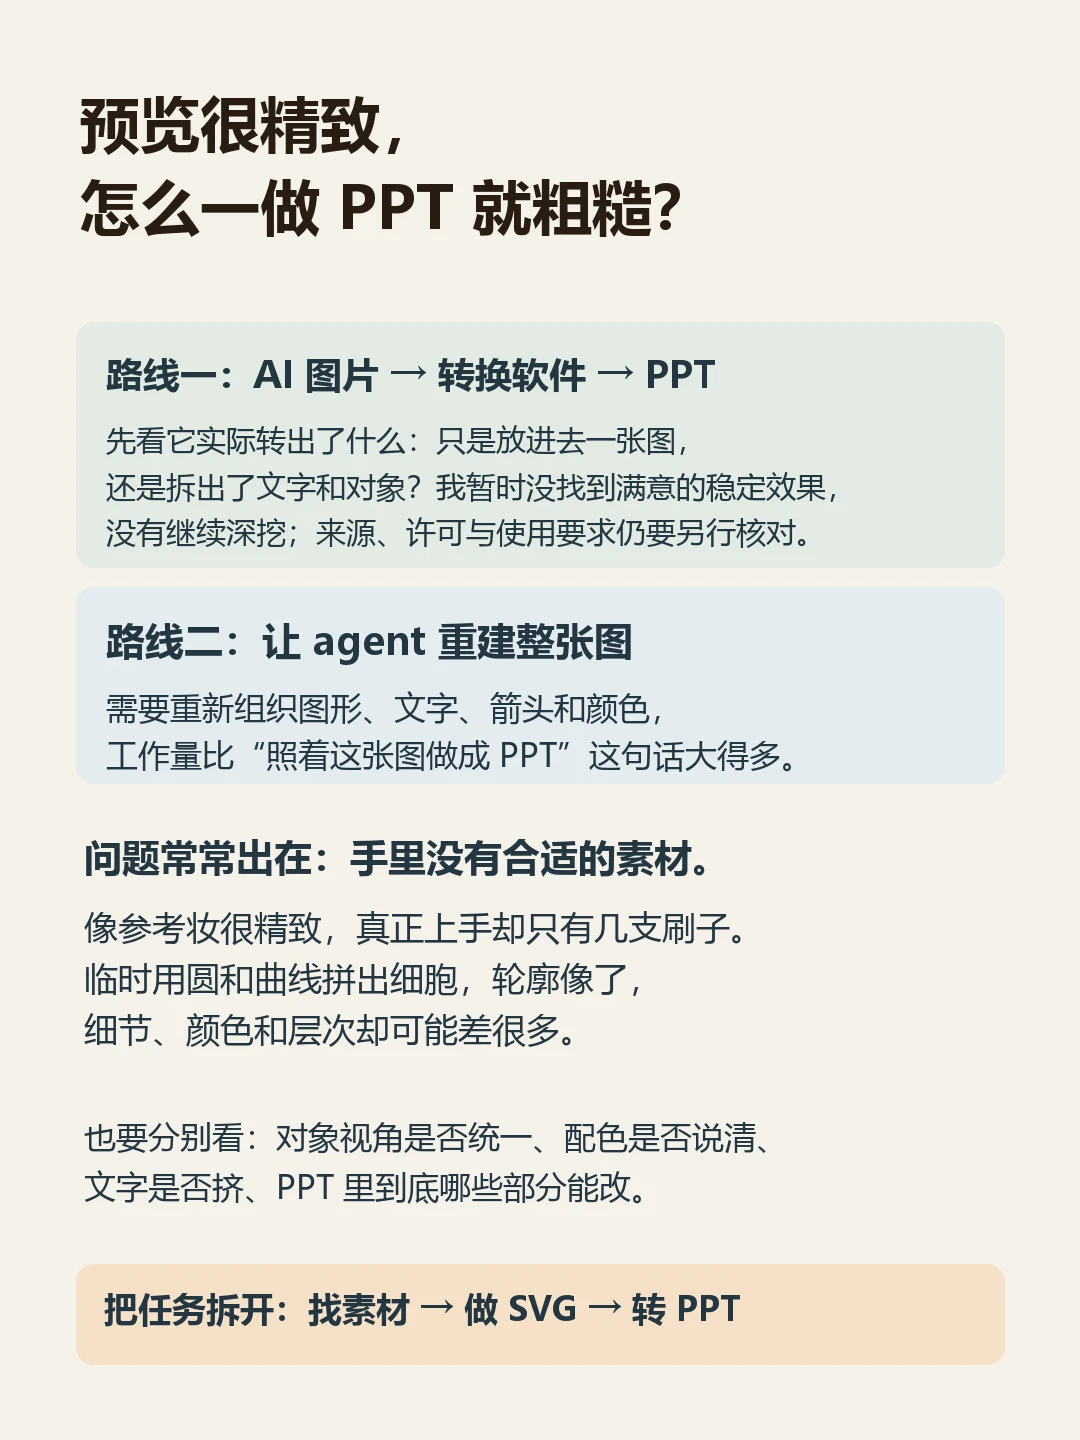 预览很精致，
怎么一做 PPT 就粗糙？
路线一：AI 图片 → 转换软件 → PPT
先看它实际转出了什么：只是放进去一张图，
还是拆出了文字和对象？我暂时没找到满意的稳定效果，
没有继续深挖；来源、许可与使用要求仍要另行核对。
路线二：让 agent 重建整张图
需要重新组织图形、文字、箭头和颜色，
工作量比“照着这张图做成 PPT”这句话大得多。
问题常常出在：手里没有合适的素材。
像参考妆很精致，真正上手却只有几支刷子。
临时用圆和曲线拼出细胞，轮廓像了，
细节、颜色和层次却可能差很多。
也要分别看：对象视角是否统一、配色是否说清、
文字是否挤、PPT 里到底哪些部分能改。
把任务拆开：找素材 → 做 SVG → 转 PPT